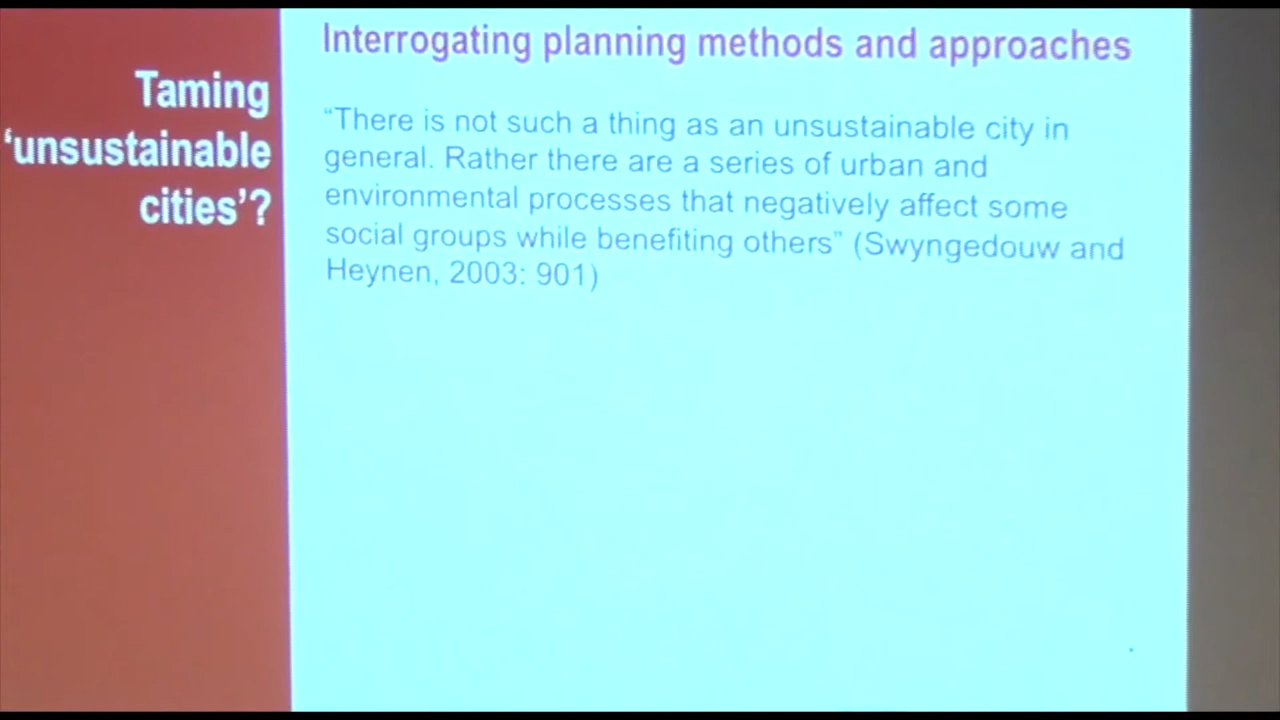 Taming
‘unsustainable
cities’?
Interrogating planning methods and approaches
“There is not such a thing as an unsustainable city in
general. Rather there are a series of urban and
environmental processes that negatively affect some
social groups while benefiting others” (Swyngedouw and
Heynen, 2003: 901)